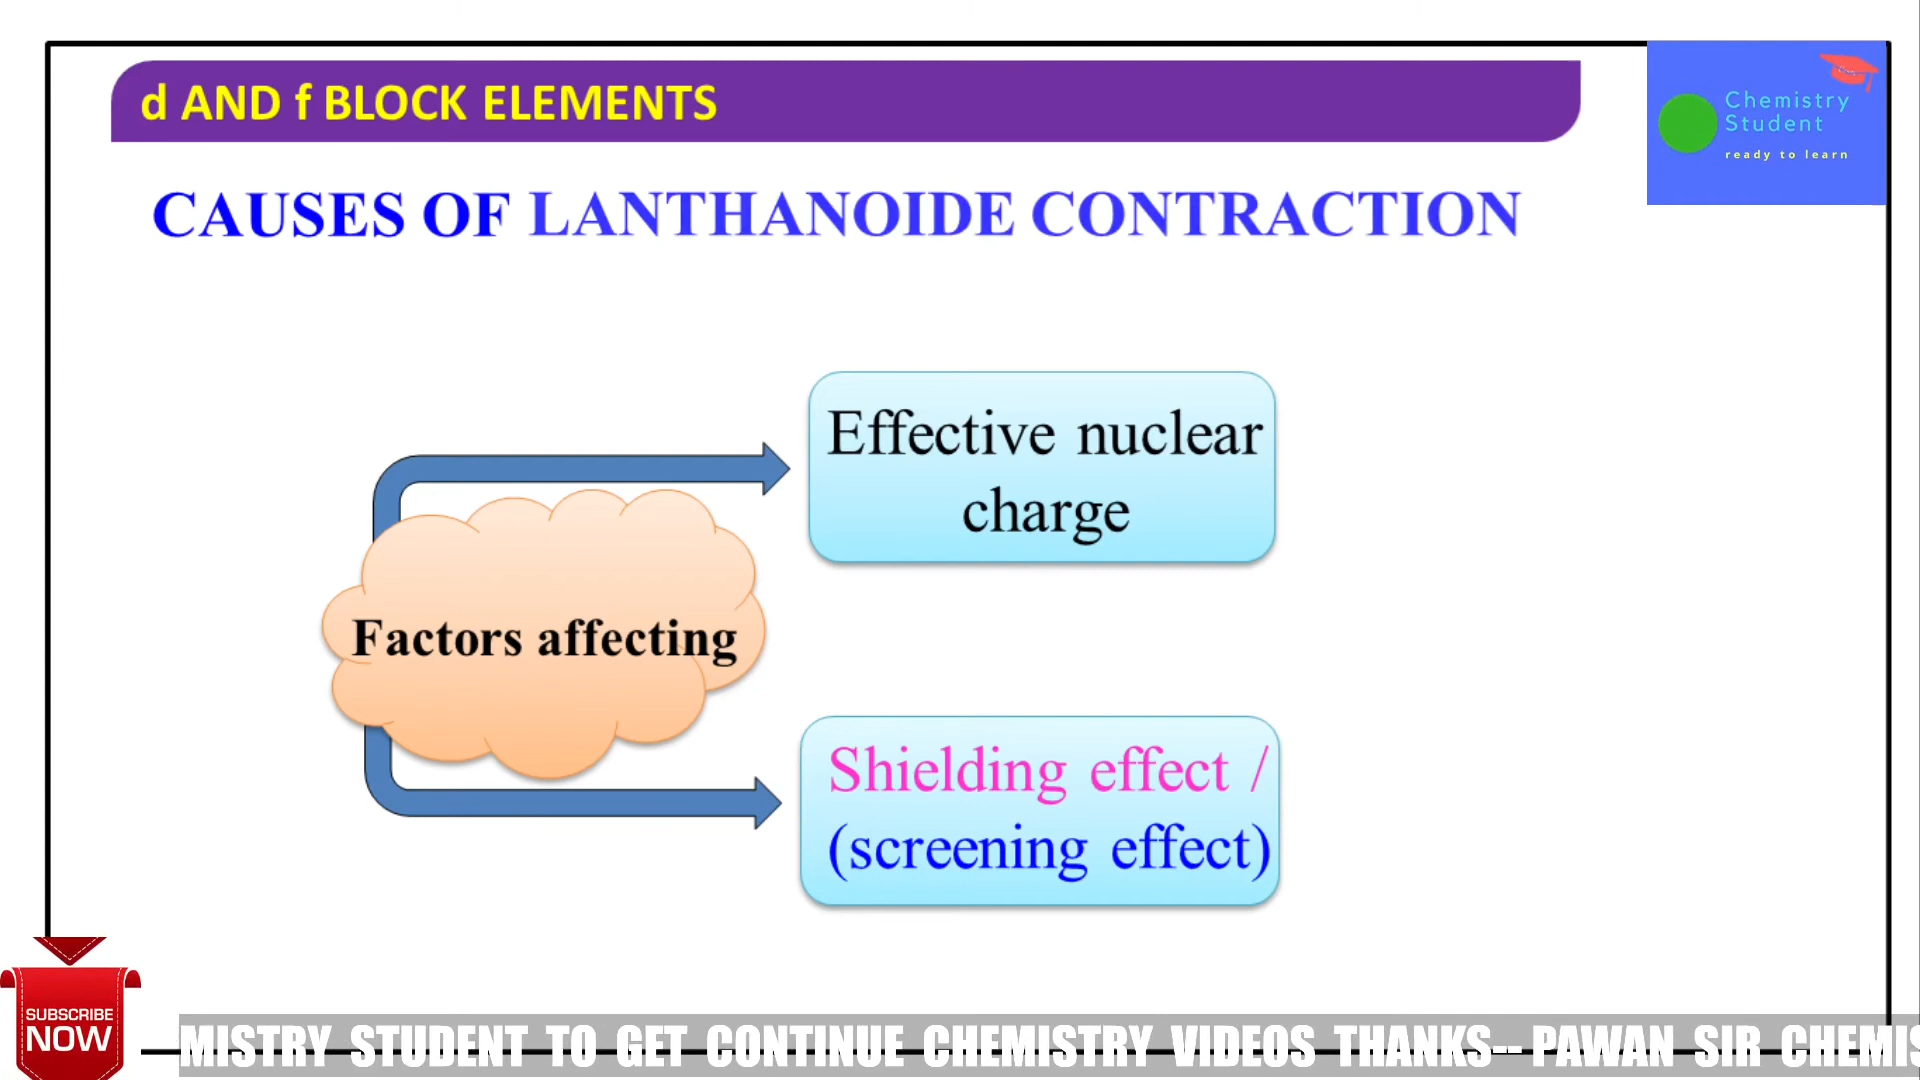 d AND f BLOCK ELEMENTS
Chemistry
Student
ready to learn
CAUSES OF LANTHANOIDE CONTRACTION
Effective nuclear
charge
Factors affecting
Shielding effect /
(screening effect)
SUBSCRIBE
NOW
MISTRY STUDENT TO GET CONTINUE CHEMISTRY VIDEOS THANKS-- PAWAN SIR CHEMIS